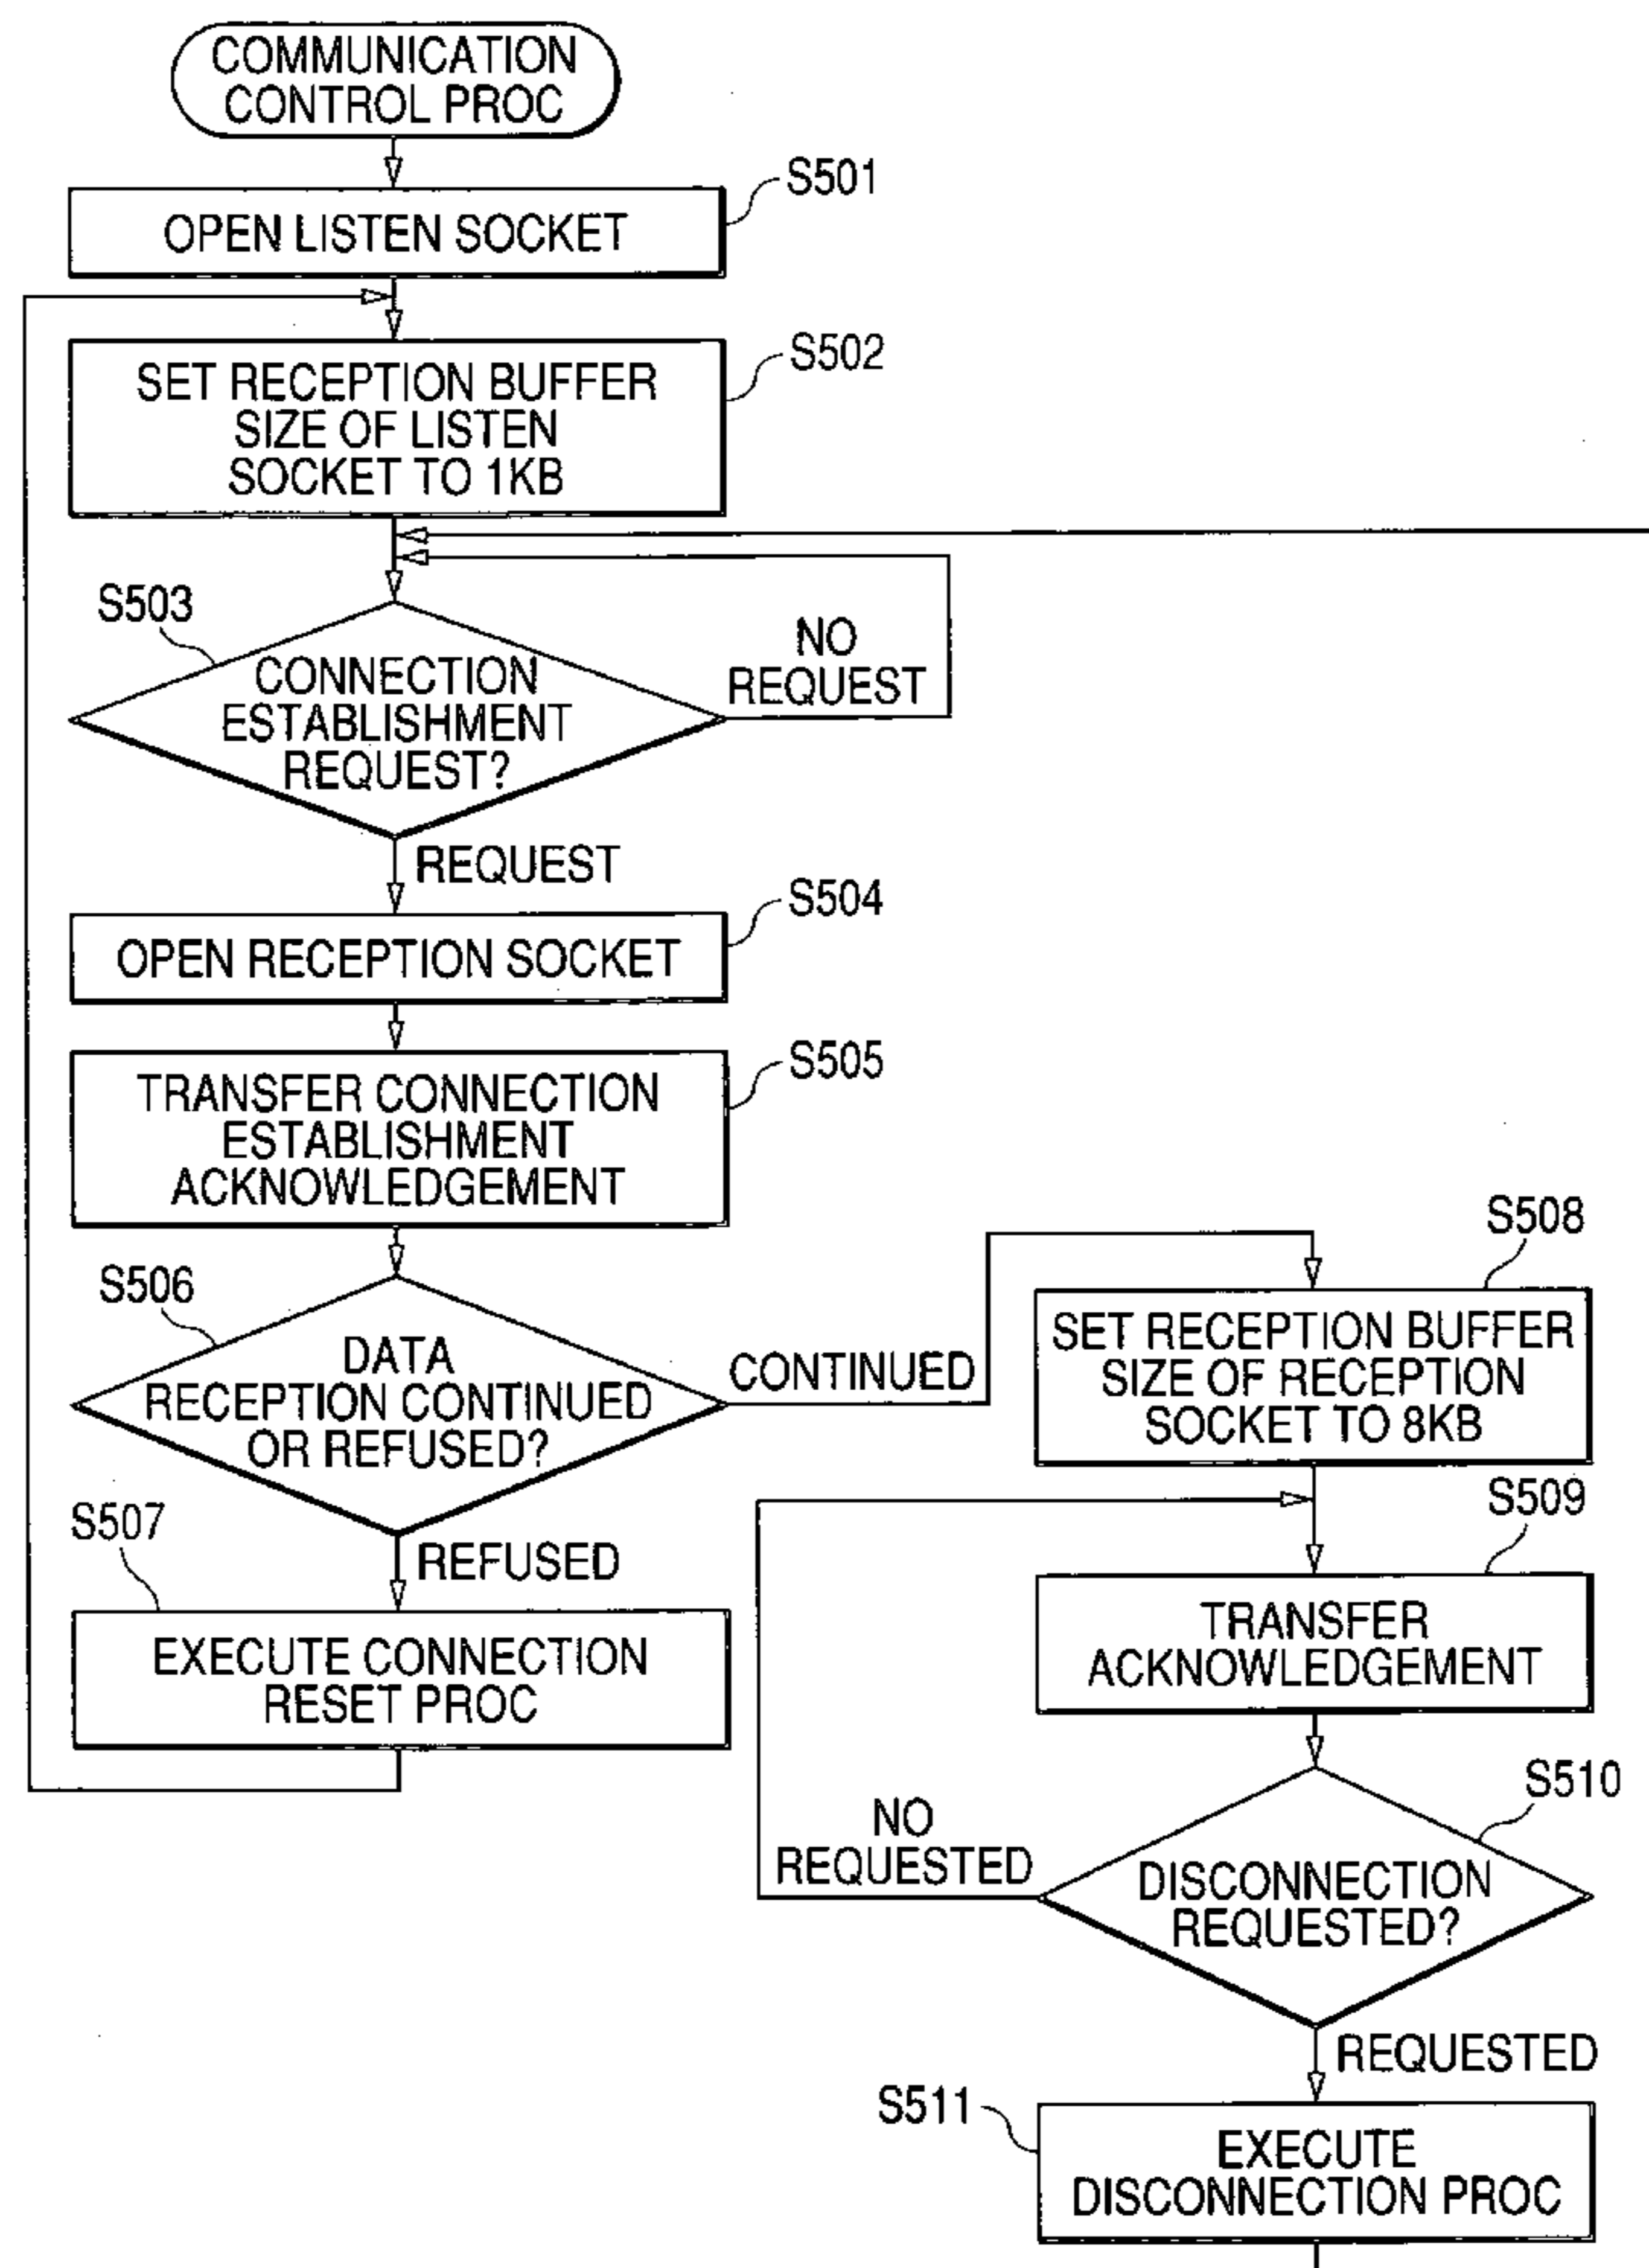 COMMUNICATION
CONTROL PROC
S501
OPEN LISTEN SOCKET
S502
SET RECEPTION BUFFER
SIZE OF LISTEN
SOCKET TO 1KB
S503
CONNECTION
ESTABLISHMENT
REQUEST?
NO
REQUEST
REQUEST
S504
OPEN RECEPTION SOCKET
S505
TRANSFER CONNECTION
ESTABLISHMENT
ACKNOWLEDGEMENT
S506
DATA
RECEPTION CONTINUED
OR REFUSED?
CONTINUED
REFUSED
S507
EXECUTE CONNECTION
RESET PROC
S508
SET RECEPTION BUFFER
SIZE OF RECEPTION
SOCKET TO 8KB
S509
TRANSFER
ACKNOWLEDGEMENT
S510
DISCONNECTION
REQUESTED?
NO
REQUESTED
REQUESTED
S511
EXECUTE
DISCONNECTION PROC